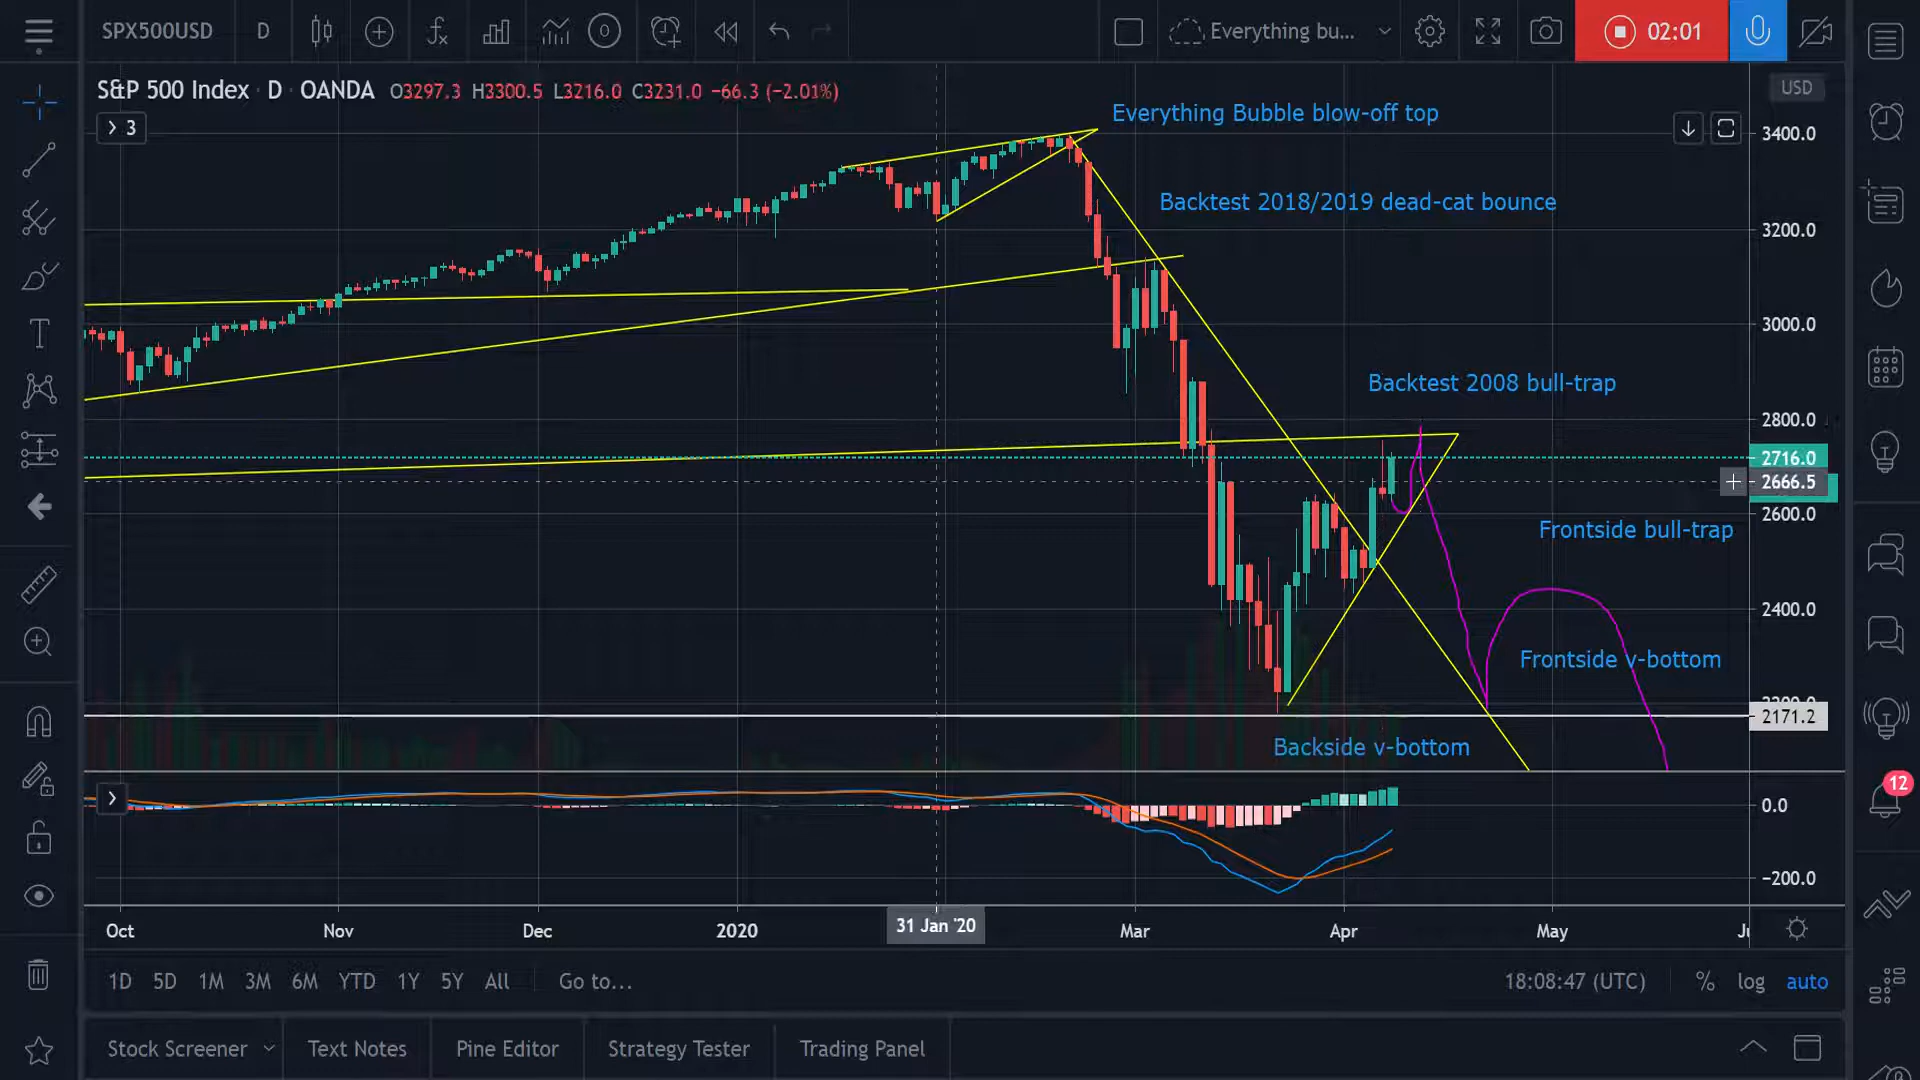 SPX500USD D Everything bu... 02:01
S&P 500 Index · D · OANDA O3297.3 H3300.5 L3216.0 C3231.0 −66.3 (−2.01%)
USD
3
Everything Bubble blow-off top
3400.0
Backtest 2018/2019 dead-cat bounce
3200.0
3000.0
Backtest 2008 bull-trap
2800.0
2716.0
2666.5
2600.0
Frontside bull-trap
2400.0
Frontside v-bottom
2200.0
2171.2
Backside v-bottom
12
0.0
−200.0
Oct Nov Dec 2020 31 Jan '20 Mar Apr May
1D 5D 1M 3M 6M YTD 1Y 5Y All Go to... 18:08:47 (UTC) % log auto
Stock Screener Text Notes Pine Editor Strategy Tester Trading Panel